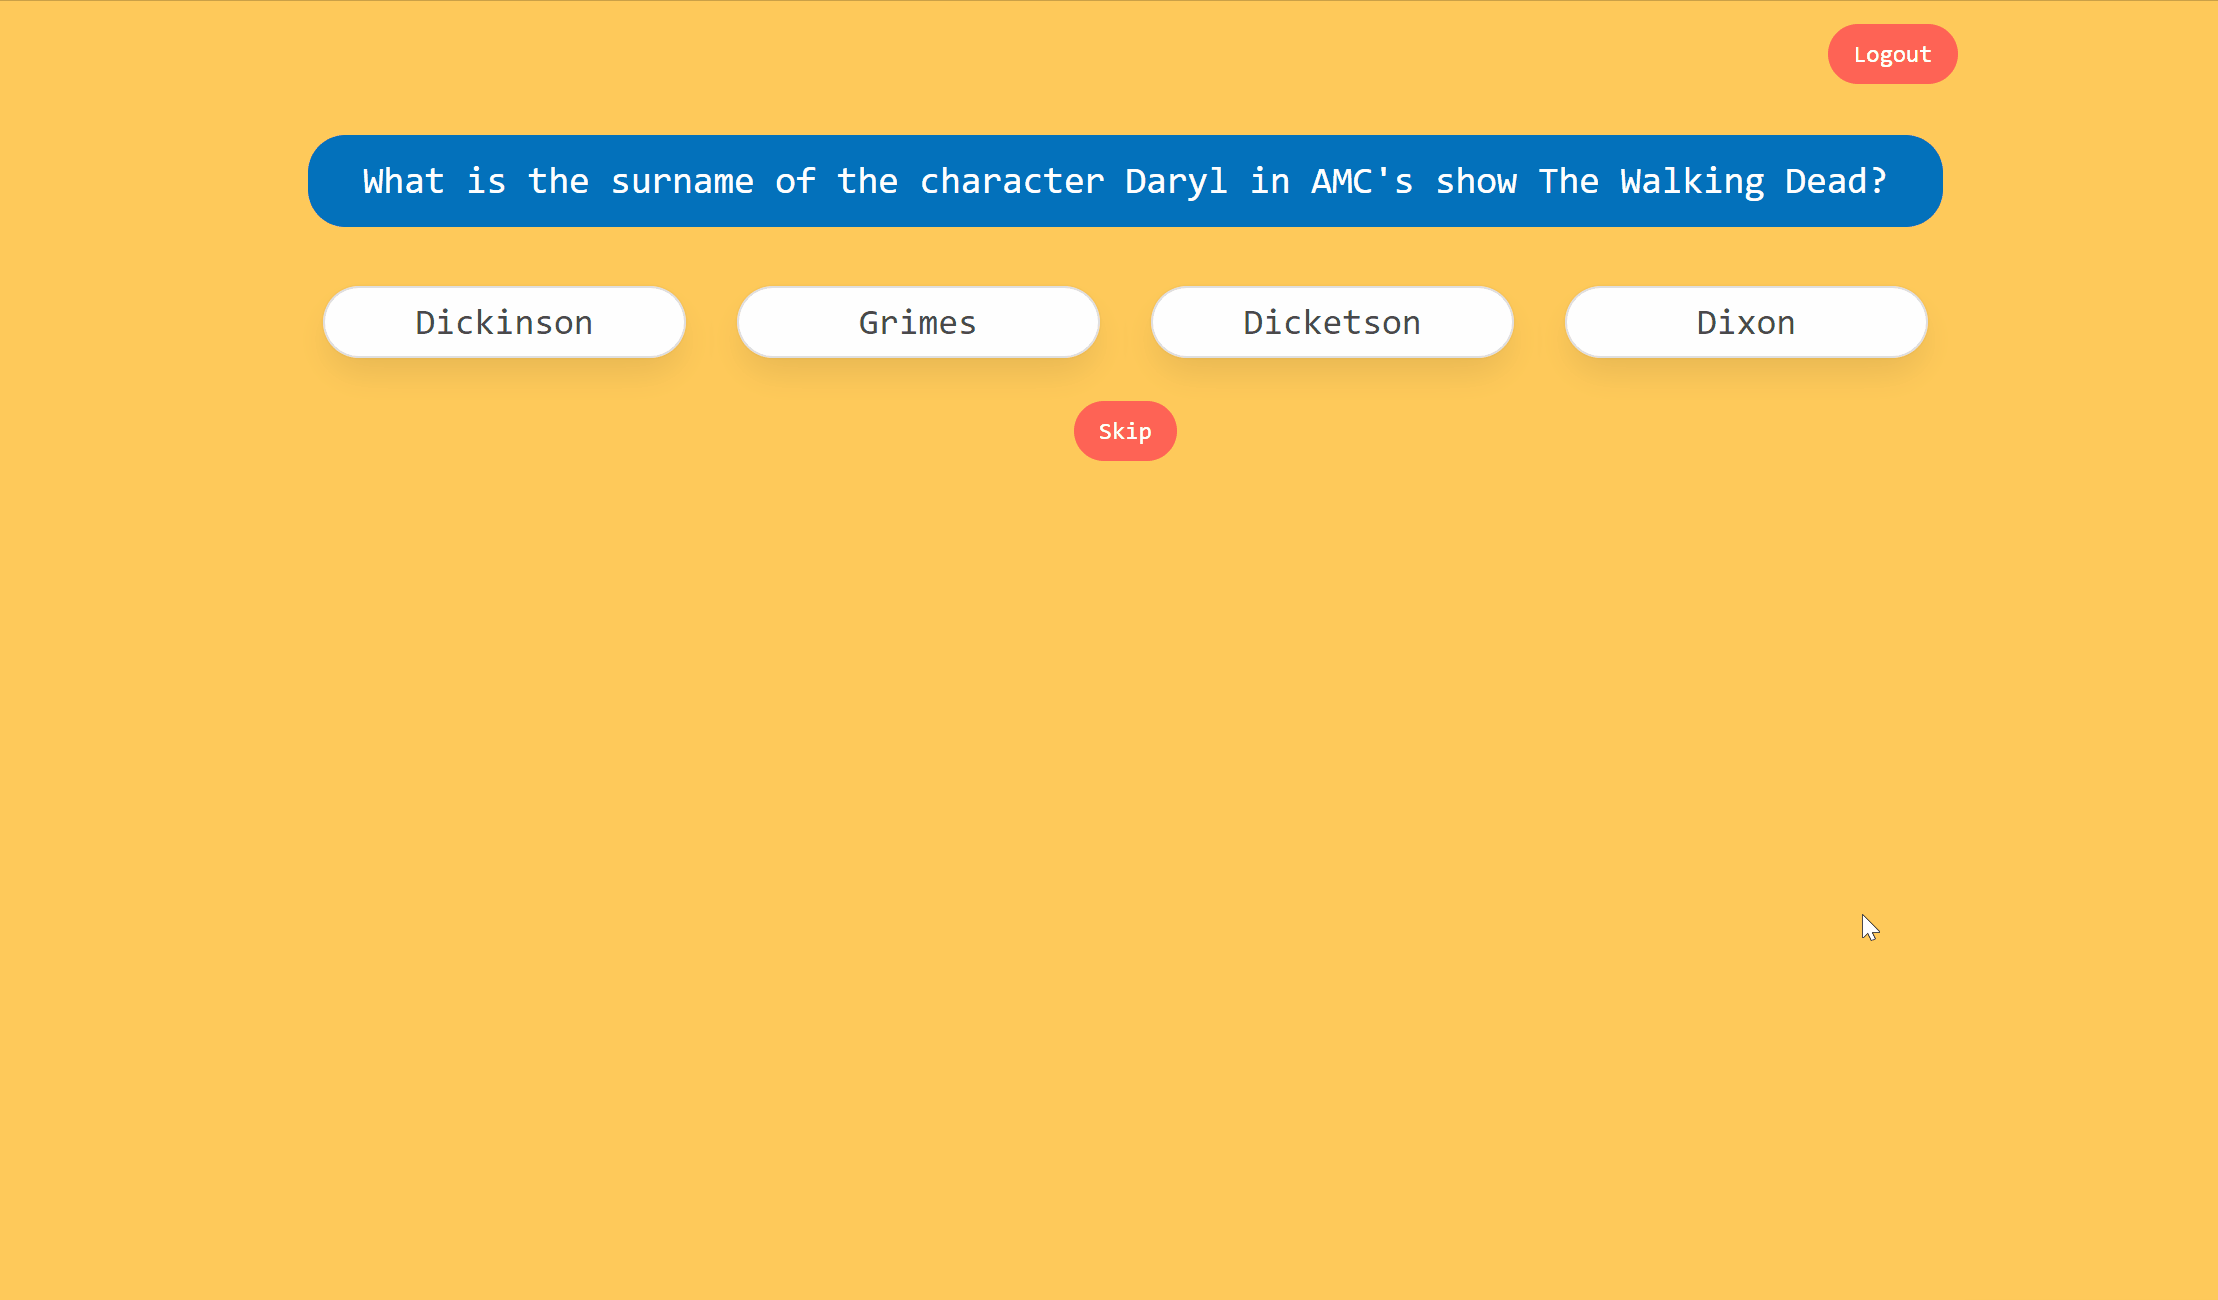 Logout
What is the surname of the character Daryl in AMC's show The Walking Dead?
Dickinson
Grimes
Dicketson
Dixon
Skip